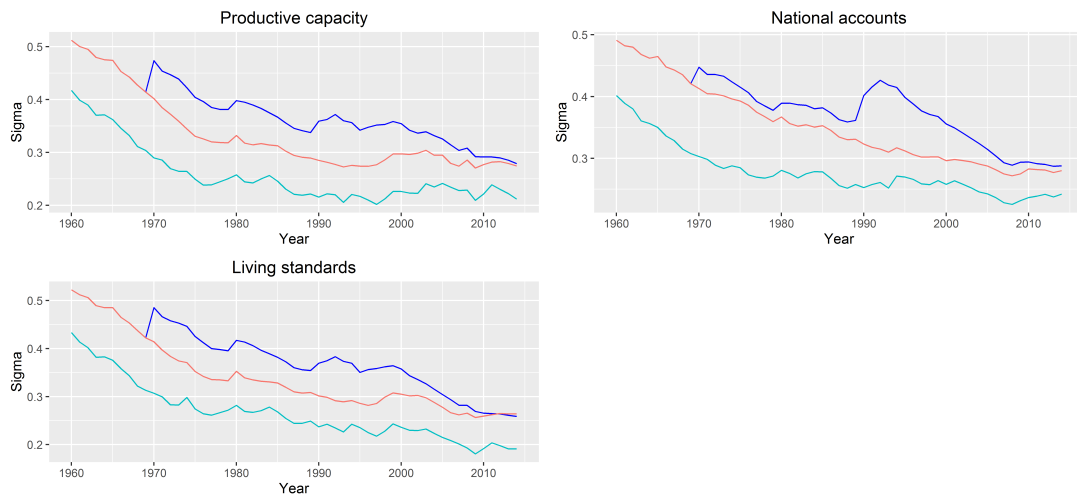 Productive capacity
0.5
0.4
0.3
0.2
Sigma
1960 1970 1980 1990 2000 2010
Year
National accounts
0.5
0.4
0.3
Sigma
1960 1970 1980 1990 2000 2010
Year
Living standards
0.5
0.4
0.3
0.2
Sigma
1960 1970 1980 1990 2000 2010
Year